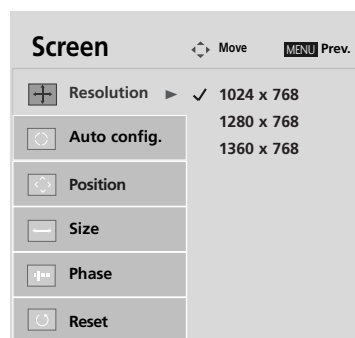 Screen Move MENU Prev.
Resolution ► ✓ 1024 x 768
1280 x 768
Auto config.
1360 x 768
Position
Size
Phase
Reset